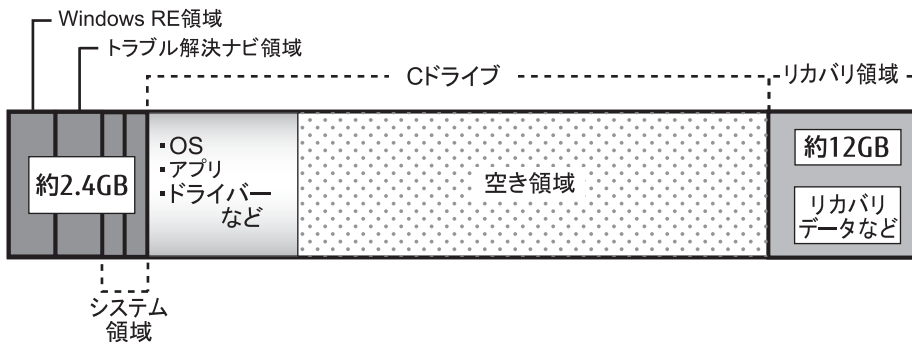 Windows RE領域
トラブル解決ナビ領域
Cドライブ
リカバリ領域
約2.4GB
▪OS
▪アプリ
▪ドライバー
など
空き領域
約12GB
リカバリ
データなど
システム
領域